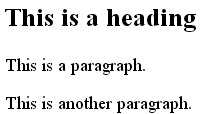 This is a heading
This is a paragraph.
This is another paragraph.